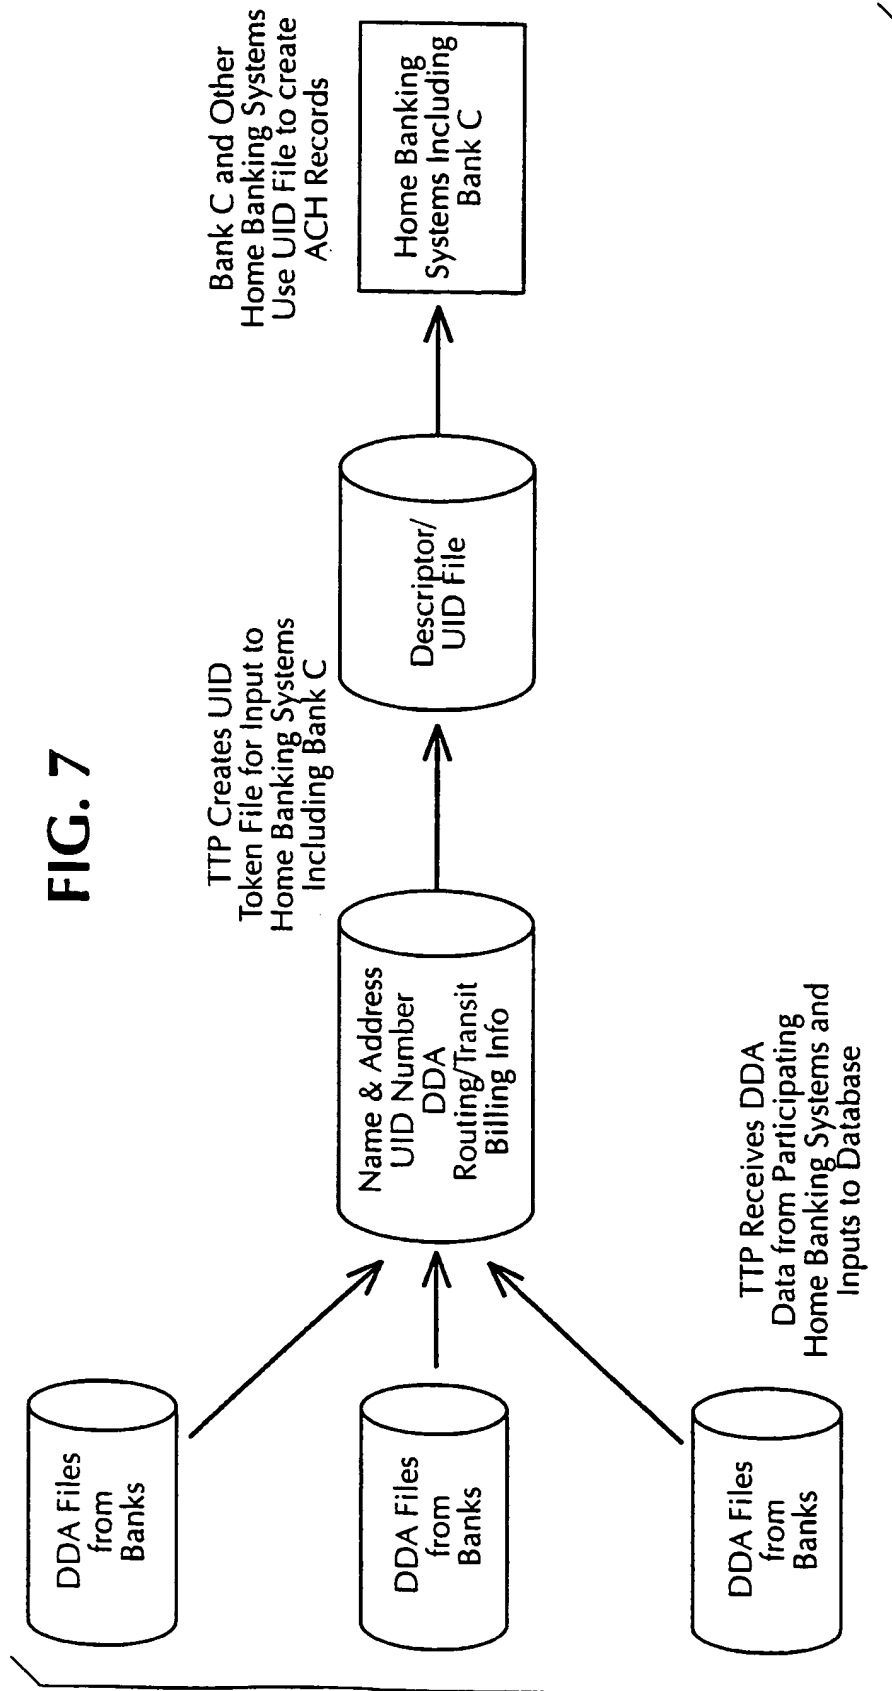 FIG. 7
DDA Files
from
Banks
DDA Files
from
Banks
DDA Files
from
Banks
TTP Receives DDA
Data from Participating
Home Banking Systems and
Inputs to Database
Name & Address
UID Number
DDA
Routing/Transit
Billing Info
TTP Creates UID
Token File for Input to
Home Banking Systems
Including Bank C
Descriptor/
UID File
Bank C and Other
Home Banking Systems
Use UID File to create
ACH Records
Home Banking
Systems Including
Bank C